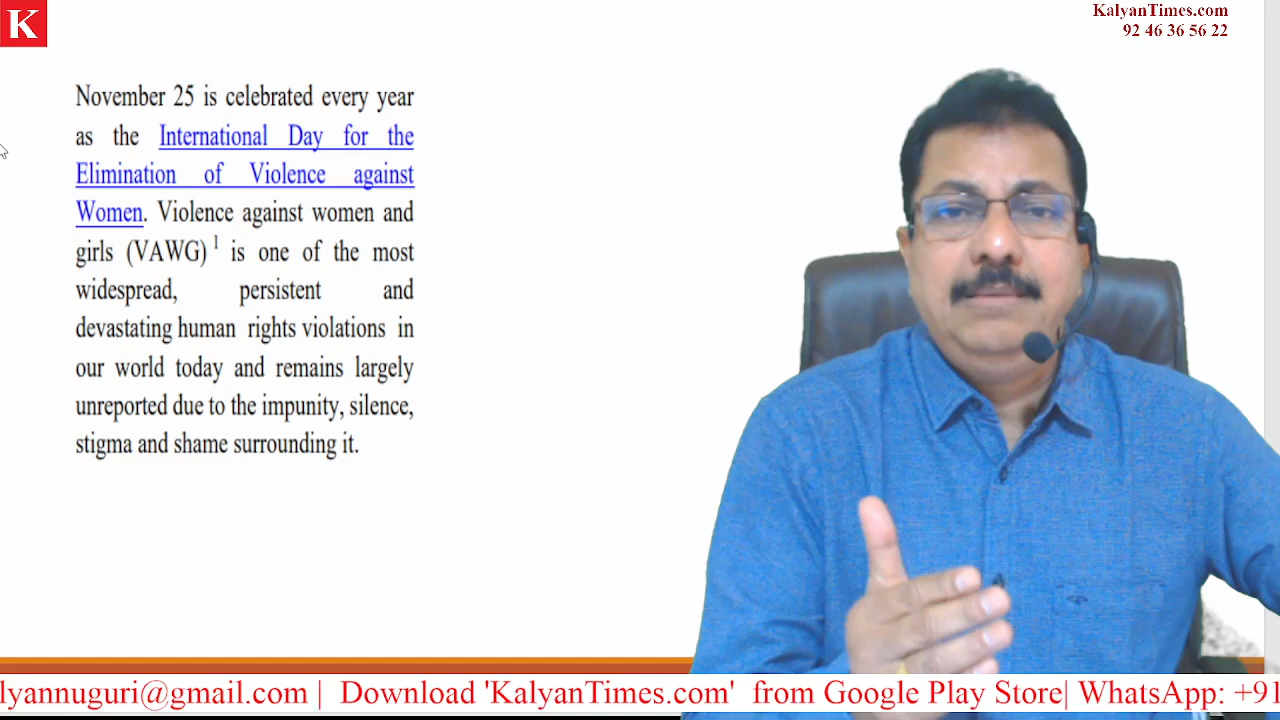 K
KalyanTimes.com
92 46 36 56 22
November 25 is celebrated every year
as the International Day for the
Elimination of Violence against
Women. Violence against women and
girls (VAWG) 1 is one of the most
widespread, persistent and
devastating human rights violations in
our world today and remains largely
unreported due to the impunity, silence,
stigma and shame surrounding it.
lyannuguri@gmail.com | Download 'KalyanTimes.com' from Google Play Store| WhatsApp: +91